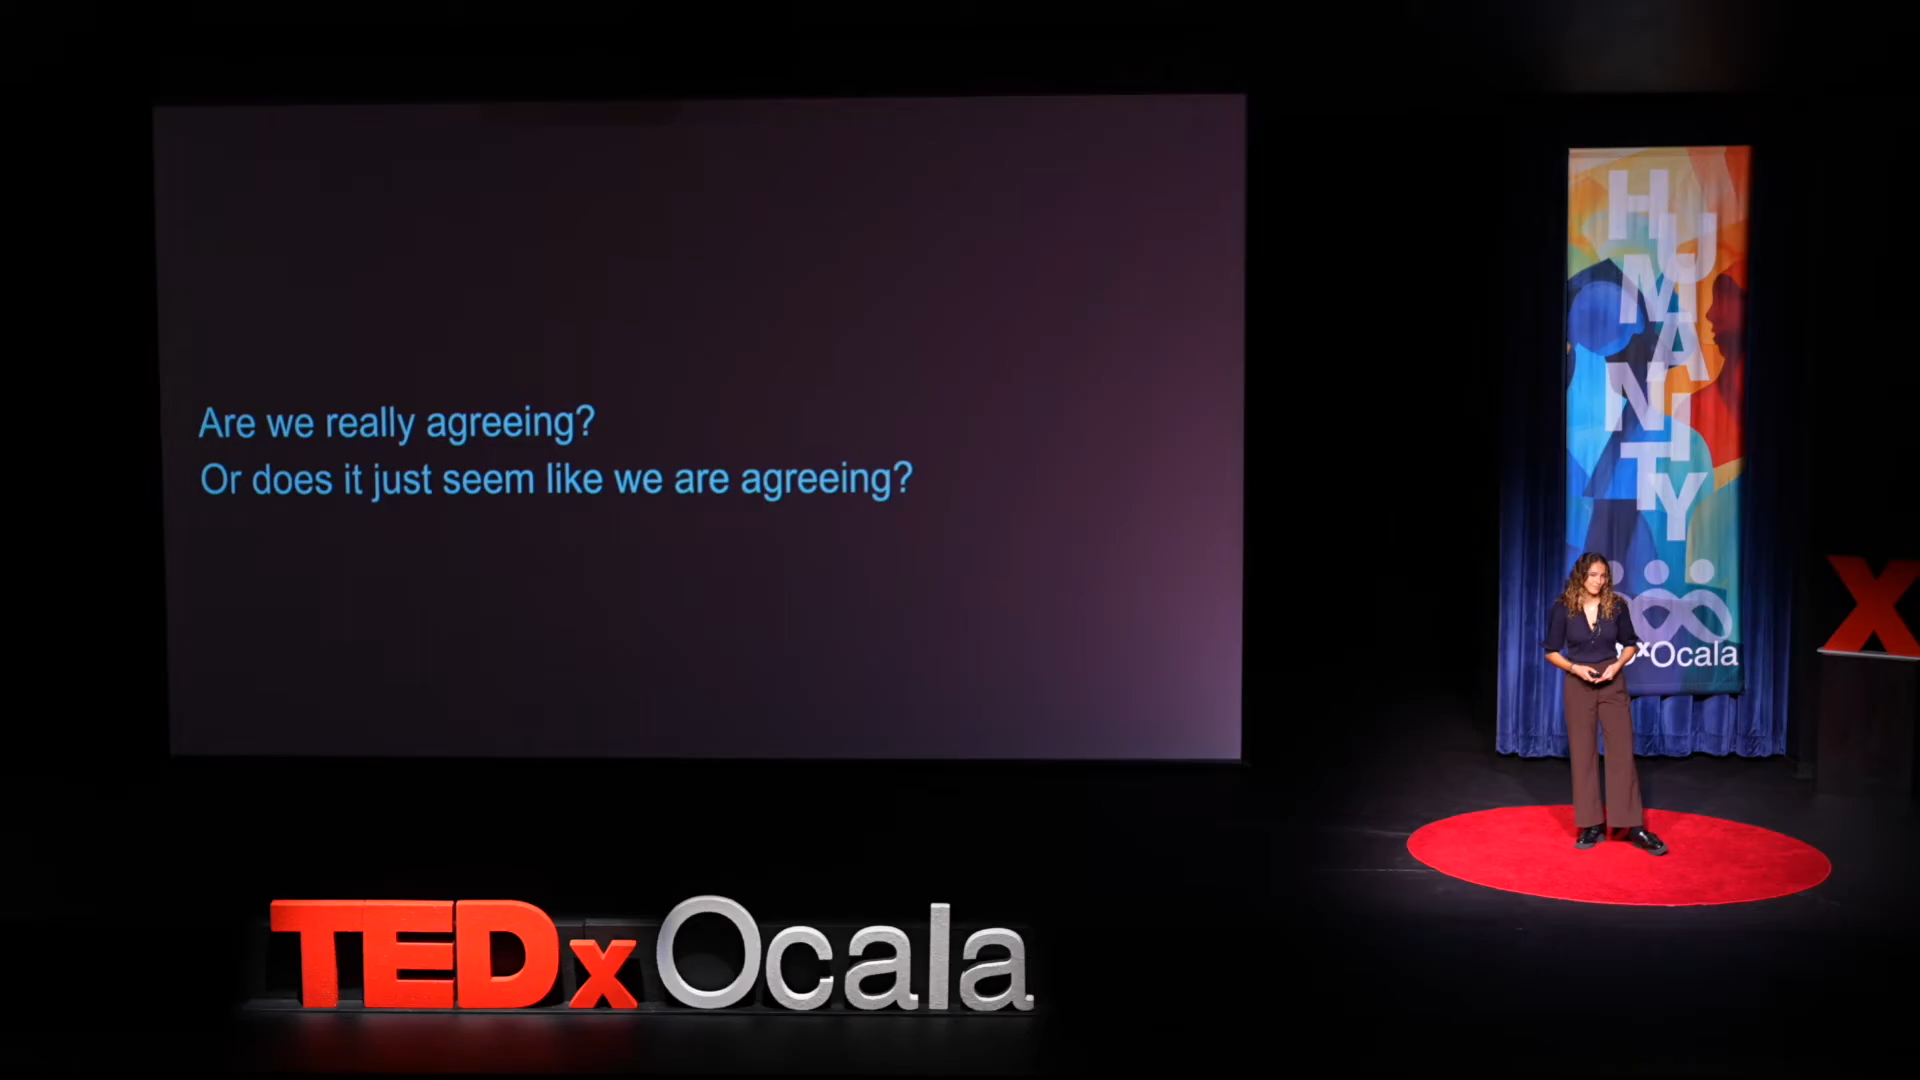 Are we really agreeing?
Or does it just seem like we are agreeing?
HUMANITY
xOcala
X
TEDxOcala